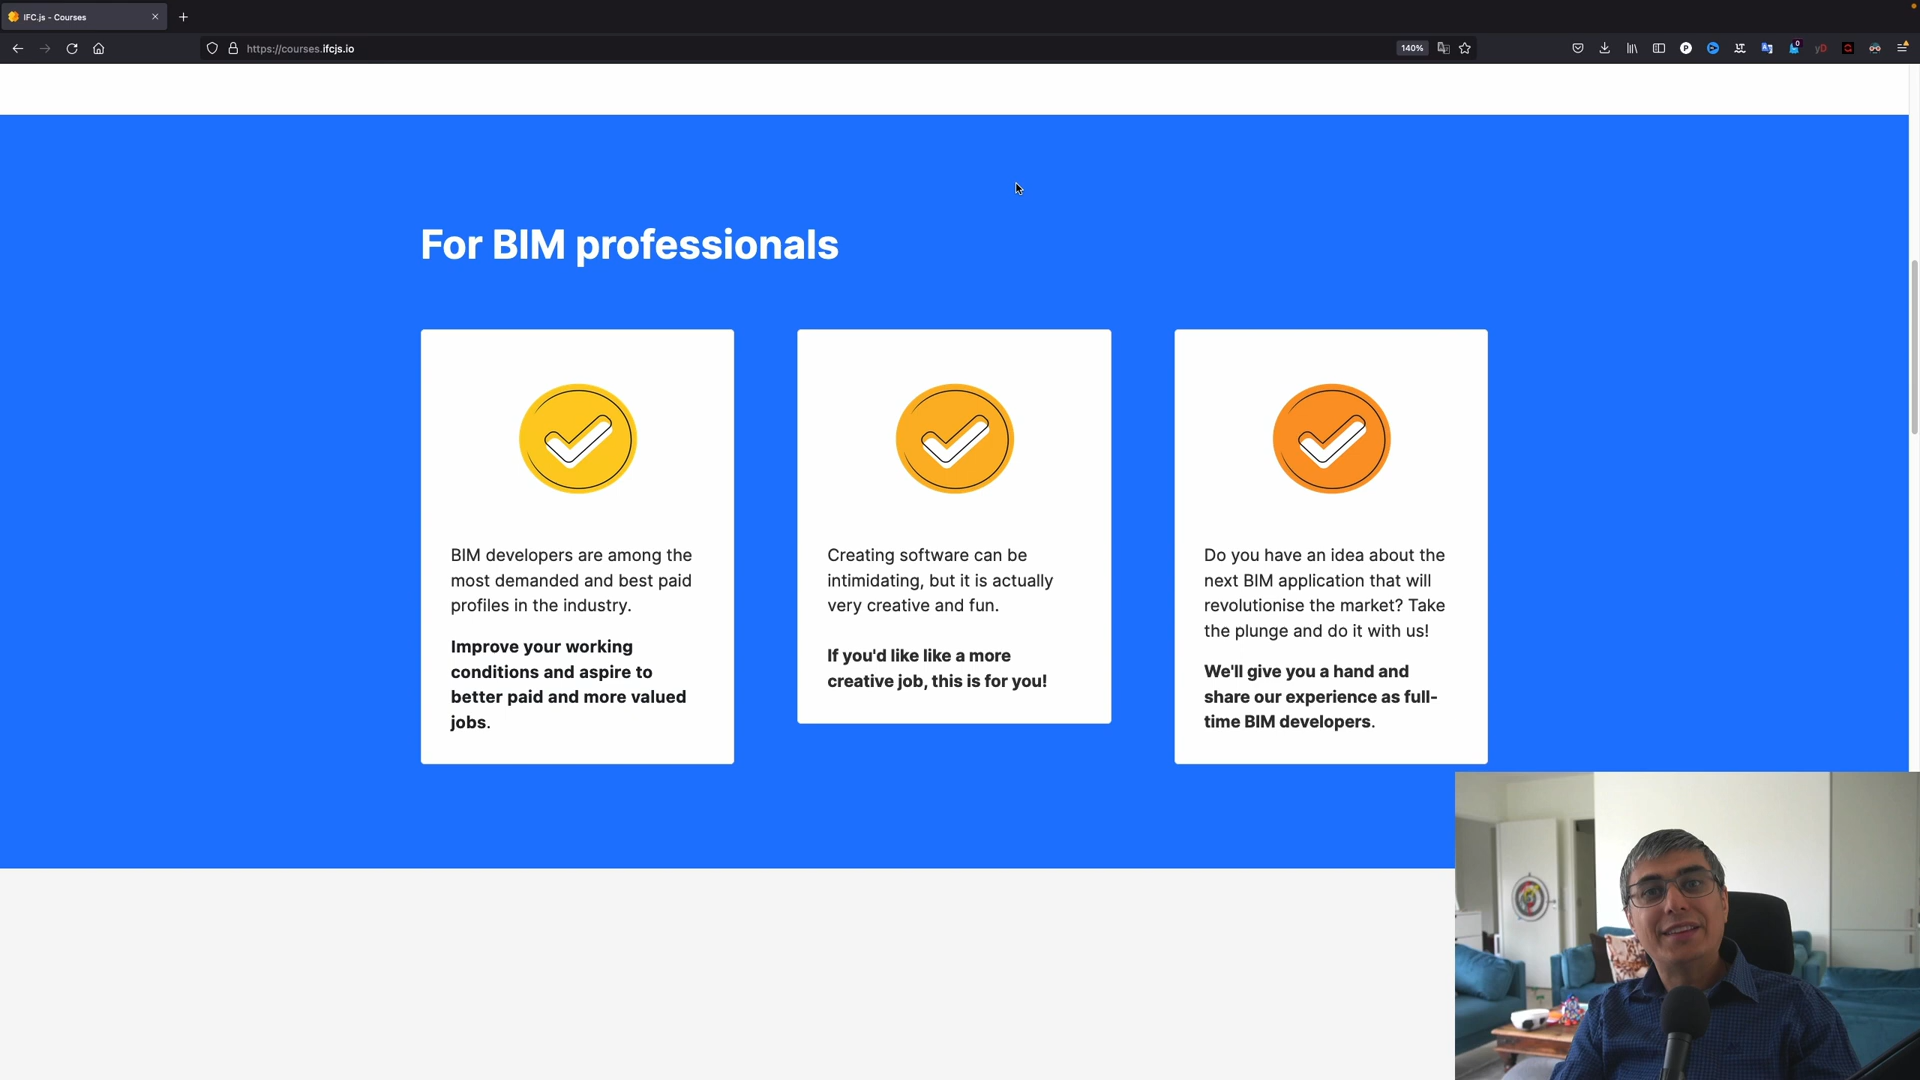 IFC.js - Courses
https://courses.ifcjs.io
140%
For BIM professionals
BIM developers are among the
most demanded and best paid
profiles in the industry.
Improve your working
conditions and aspire to
better paid and more valued
jobs.
Creating software can be
intimidating, but it is actually
very creative and fun.
If you'd like like a more
creative job, this is for you!
Do you have an idea about the
next BIM application that will
revolutionise the market? Take
the plunge and do it with us!
We'll give you a hand and
share our experience as full-
time BIM developers.